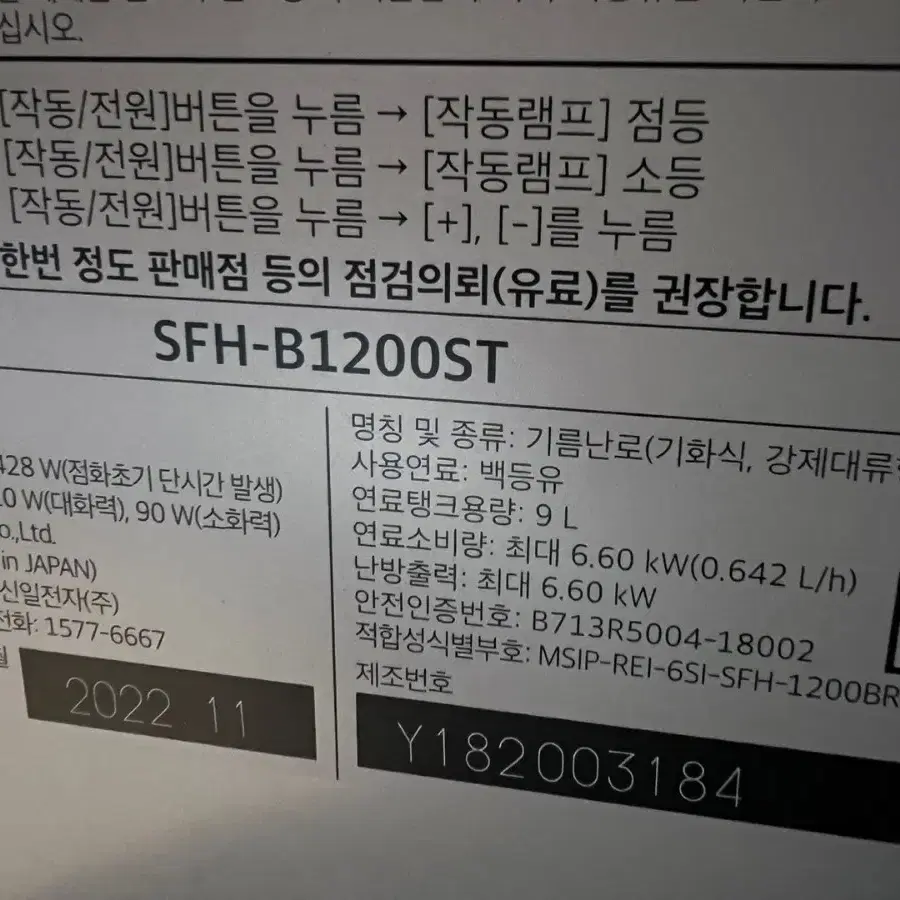 십시오.
[작동/전원]버튼을 누름 → [작동램프] 점등
[작동/전원]버튼을 누름 → [작동램프] 소등
[작동/전원]버튼을 누름 → [+], [-]를 누름
한번 정도 판매점 등의 점검의뢰(유료)를 권장합니다.
SFH-B1200ST
428 W(점화초기 단시간 발생)
0 W(대화력), 90 W(소화력)
o.,Ltd.
in JAPAN)
신일전자(주)
전화: 1577-6667
월
2022 11
명칭 및 종류: 기름난로(기화식, 강제대류
사용연료: 백등유
연료탱크용량: 9 L
연료소비량: 최대 6.60 kW(0.642 L/h)
난방출력: 최대 6.60 kW
안전인증번호: B713R5004-18002
적합성식별부호: MSIP-REI-6SI-SFH-1200BR
제조번호
Y182003184